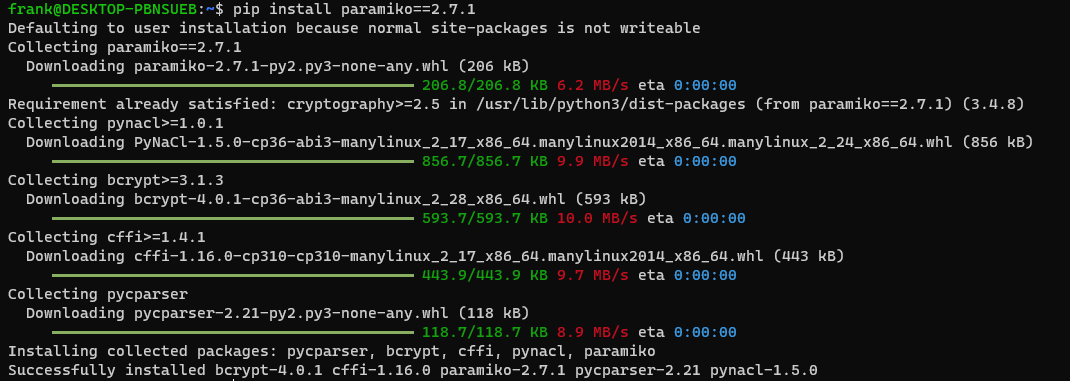 frank@DESKTOP-PBNSUEB:~$ pip install paramiko==2.7.1
Defaulting to user installation because normal site-packages is not writeable
Collecting paramiko==2.7.1
  Downloading paramiko-2.7.1-py2.py3-none-any.whl (206 kB)
     206.8/206.8 KB 6.2 MB/s eta 0:00:00
Requirement already satisfied: cryptography>=2.5 in /usr/lib/python3/dist-packages (from paramiko==2.7.1) (3.4.8)
Collecting pynacl>=1.0.1
  Downloading PyNaCl-1.5.0-cp36-abi3-manylinux_2_17_x86_64.manylinux2014_x86_64.manylinux_2_24_x86_64.whl (856 kB)
     856.7/856.7 KB 9.9 MB/s eta 0:00:00
Collecting bcrypt>=3.1.3
  Downloading bcrypt-4.0.1-cp36-abi3-manylinux_2_28_x86_64.whl (593 kB)
     593.7/593.7 KB 10.0 MB/s eta 0:00:00
Collecting cffi>=1.4.1
  Downloading cffi-1.16.0-cp310-cp310-manylinux_2_17_x86_64.manylinux2014_x86_64.whl (443 kB)
     443.9/443.9 KB 9.7 MB/s eta 0:00:00
Collecting pycparser
  Downloading pycparser-2.21-py2.py3-none-any.whl (118 kB)
     118.7/118.7 KB 8.9 MB/s eta 0:00:00
Installing collected packages: pycparser, bcrypt, cffi, pynacl, paramiko
Successfully installed bcrypt-4.0.1 cffi-1.16.0 paramiko-2.7.1 pycparser-2.21 pynacl-1.5.0